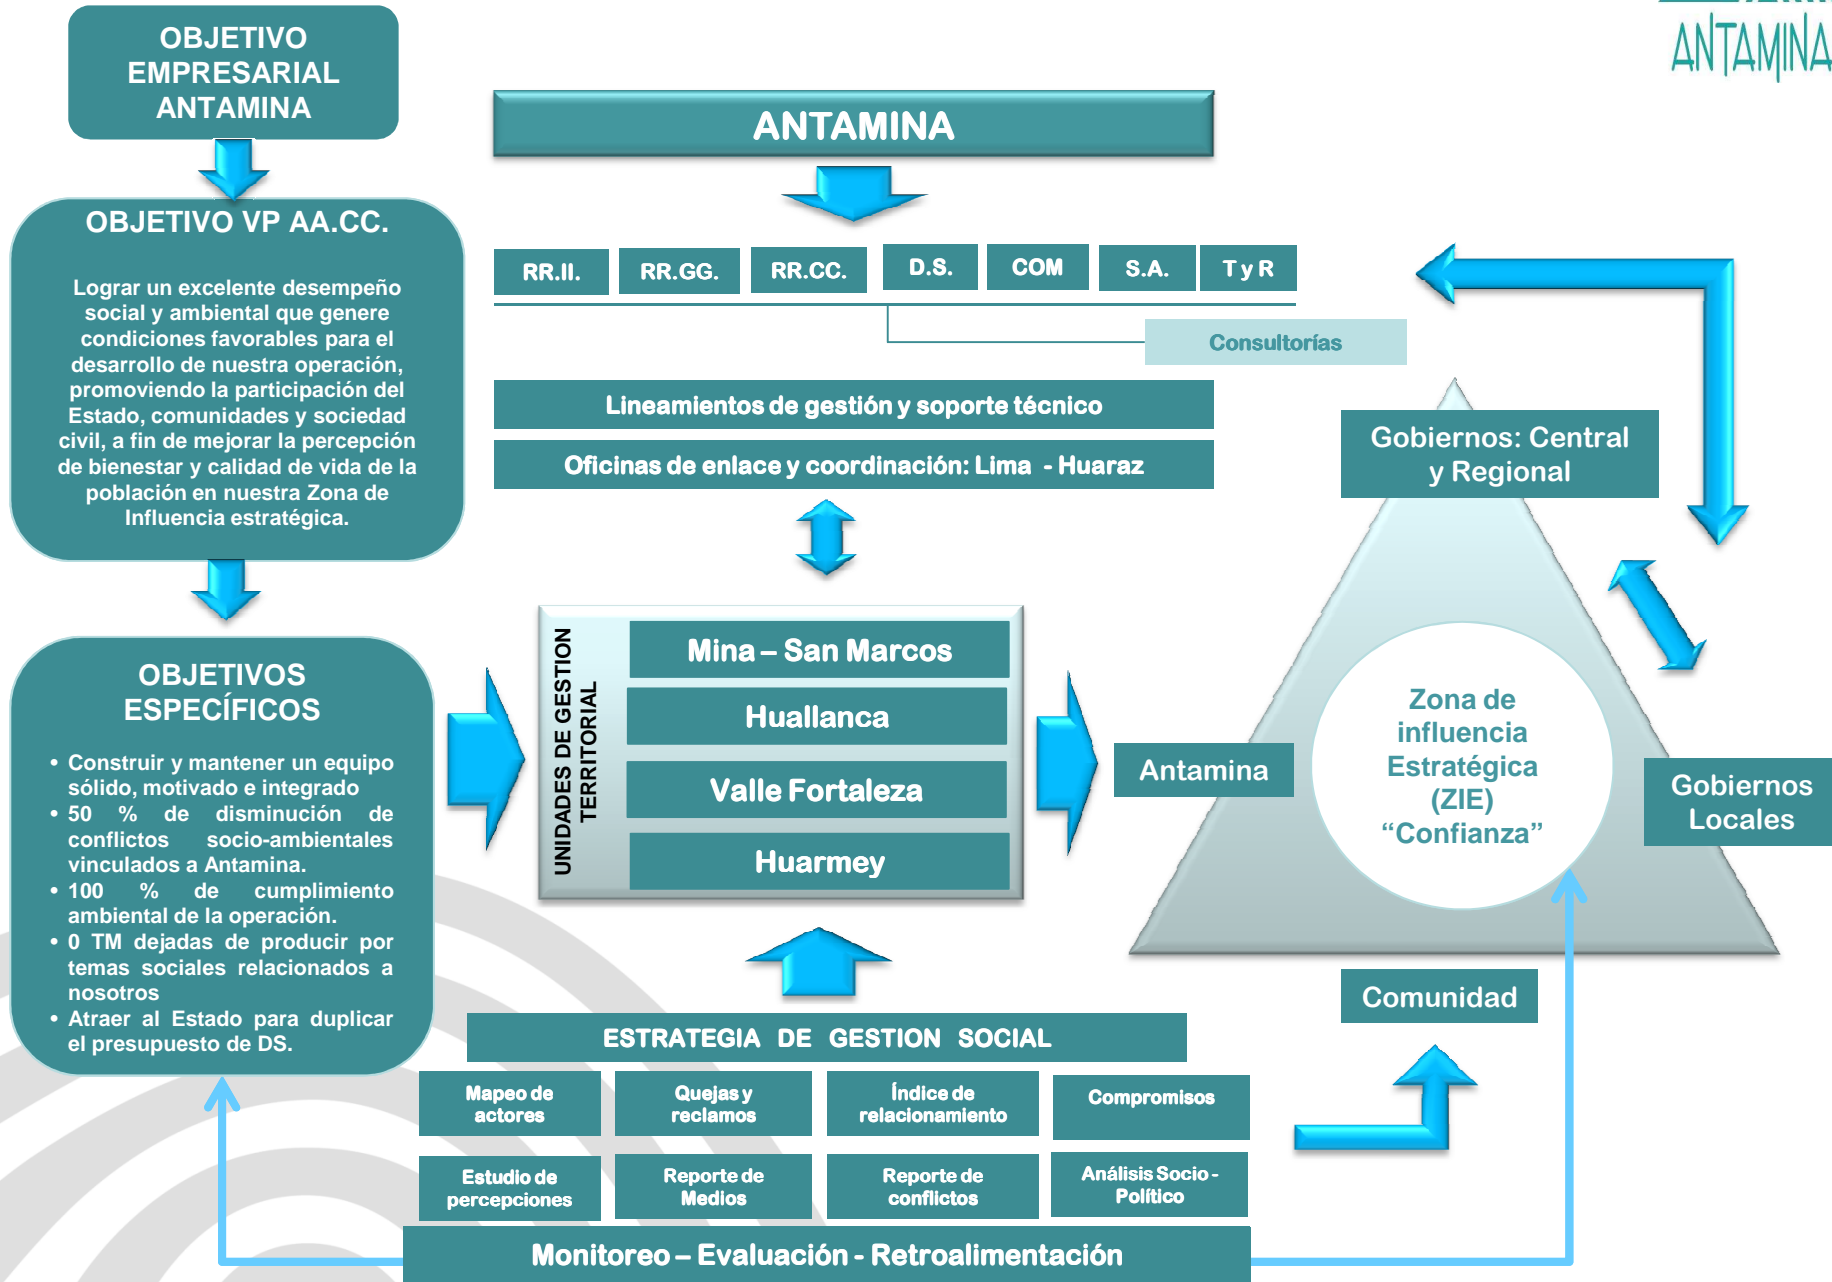 ANTAMINA
OBJETIVO
EMPRESARIAL
ANTAMINA
OBJETIVO VP AA.CC.
Lograr un excelente desempeño
social y ambiental que genere
condiciones favorables para el
desarrollo de nuestra operación,
promoviendo la participación del
Estado, comunidades y sociedad
civil, a fin de mejorar la percepción
de bienestar y calidad de vida de la
población en nuestra Zona de
Influencia estratégica.
OBJETIVOS
ESPECÍFICOS
• Construir y mantener un equipo
sólido, motivado e integrado
• 50 % de disminución de
conflictos socio-ambientales
vinculados a Antamina.
• 100 % de cumplimiento
ambiental de la operación.
• 0 TM dejadas de producir por
temas sociales relacionados a
nosotros
• Atraer al Estado para duplicar
el presupuesto de DS.
ANTAMINA
RR.II.
RR.GG.
RR.CC.
D.S.
COM
S.A.
T y R
Consultorías
Lineamientos de gestión y soporte técnico
Oficinas de enlace y coordinación: Lima - Huaraz
UNIDADES DE GESTION
TERRITORIAL
Mina – San Marcos
Huallanca
Valle Fortaleza
Huarmey
Gobiernos: Central
y Regional
Antamina
Zona de
influencia
Estratégica
(ZIE)
“Confianza”
Gobiernos
Locales
Comunidad
ESTRATEGIA DE GESTION SOCIAL
Mapeo de
actores
Quejas y
reclamos
Índice de
relacionamiento
Compromisos
Estudio de
percepciones
Reporte de
Medios
Reporte de
conflictos
Análisis Socio -
Político
Monitoreo – Evaluación - Retroalimentación